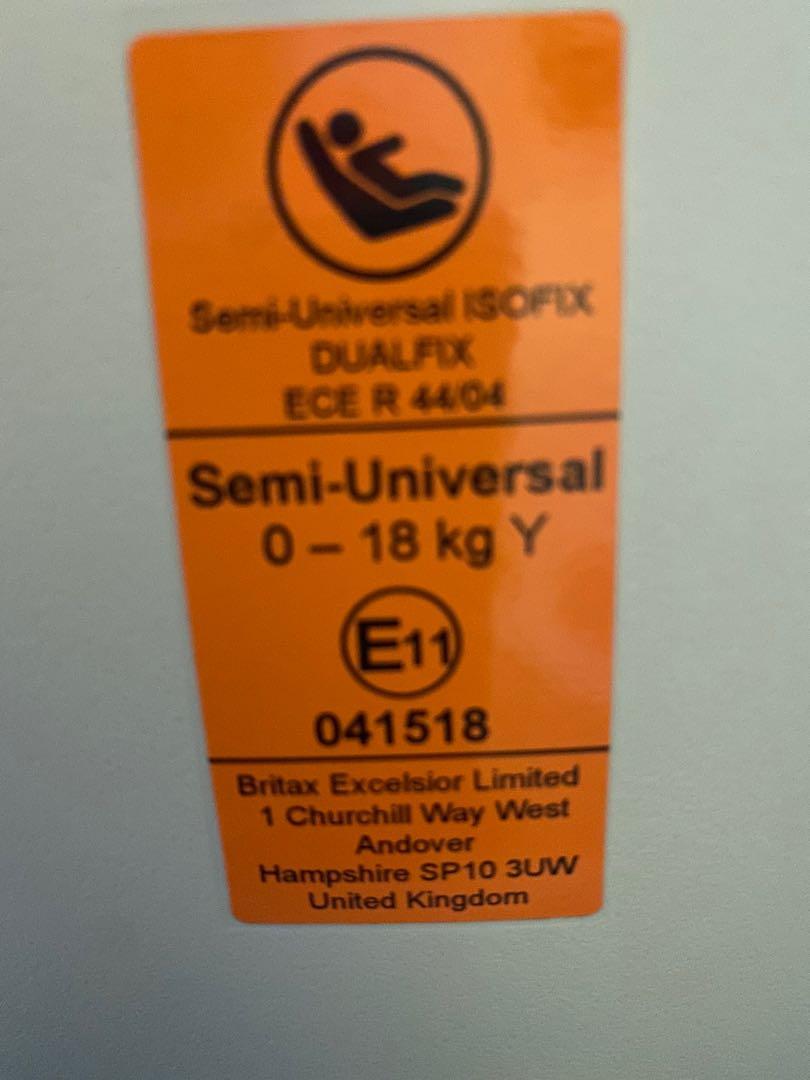 Semi-Universal ISOFIX
DUALFIX
ECE R 44/04
Semi-Universal
0 – 18 kg Y
E11
041518
Britax Excelsior Limited
1 Churchill Way West
Andover
Hampshire SP10 3UW
United Kingdom